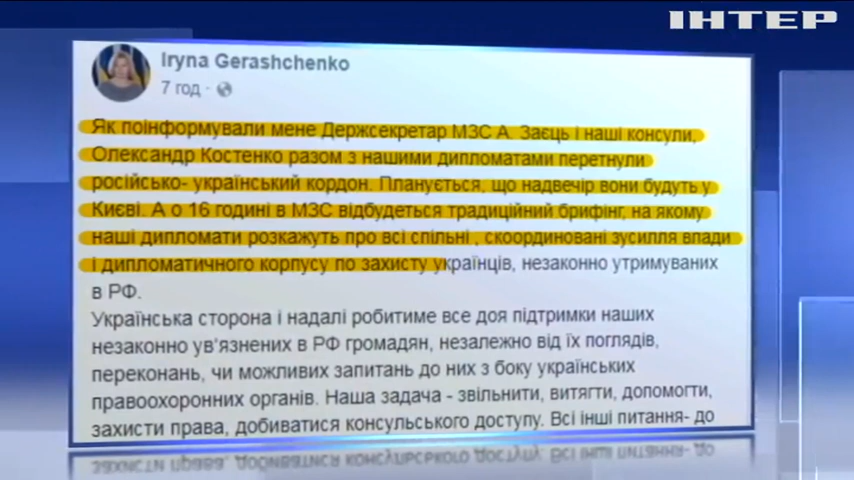 ІНТЕР
Iryna Gerashchenko
7 год ·
Як поінформували мене Держсекретар МЗС А. Заєць і наші консули,
Олександр Костенко разом з нашими дипломатами перетнули
російсько- український кордон. Планується, що надвечір вони будуть у
Києві. А о 16 годині в МЗС відбудеться традиційний брифінг, на якому
наші дипломати розкажуть про всі спільні , скоординовані зусилля влади
і дипломатичного корпусу по захисту українців, незаконно утримуваних
в РФ.
Українська сторона і надалі робитиме все доя підтримки наших
незаконно ув'язнених в РФ громадян, незалежно від їх поглядів,
переконань, чи можливих запитань до них з боку українських
правоохоронних органів. Наша задача - звільнити, витягти, допомогти,
захисти права, добиватися консульського доступу. Всі інші питання- до